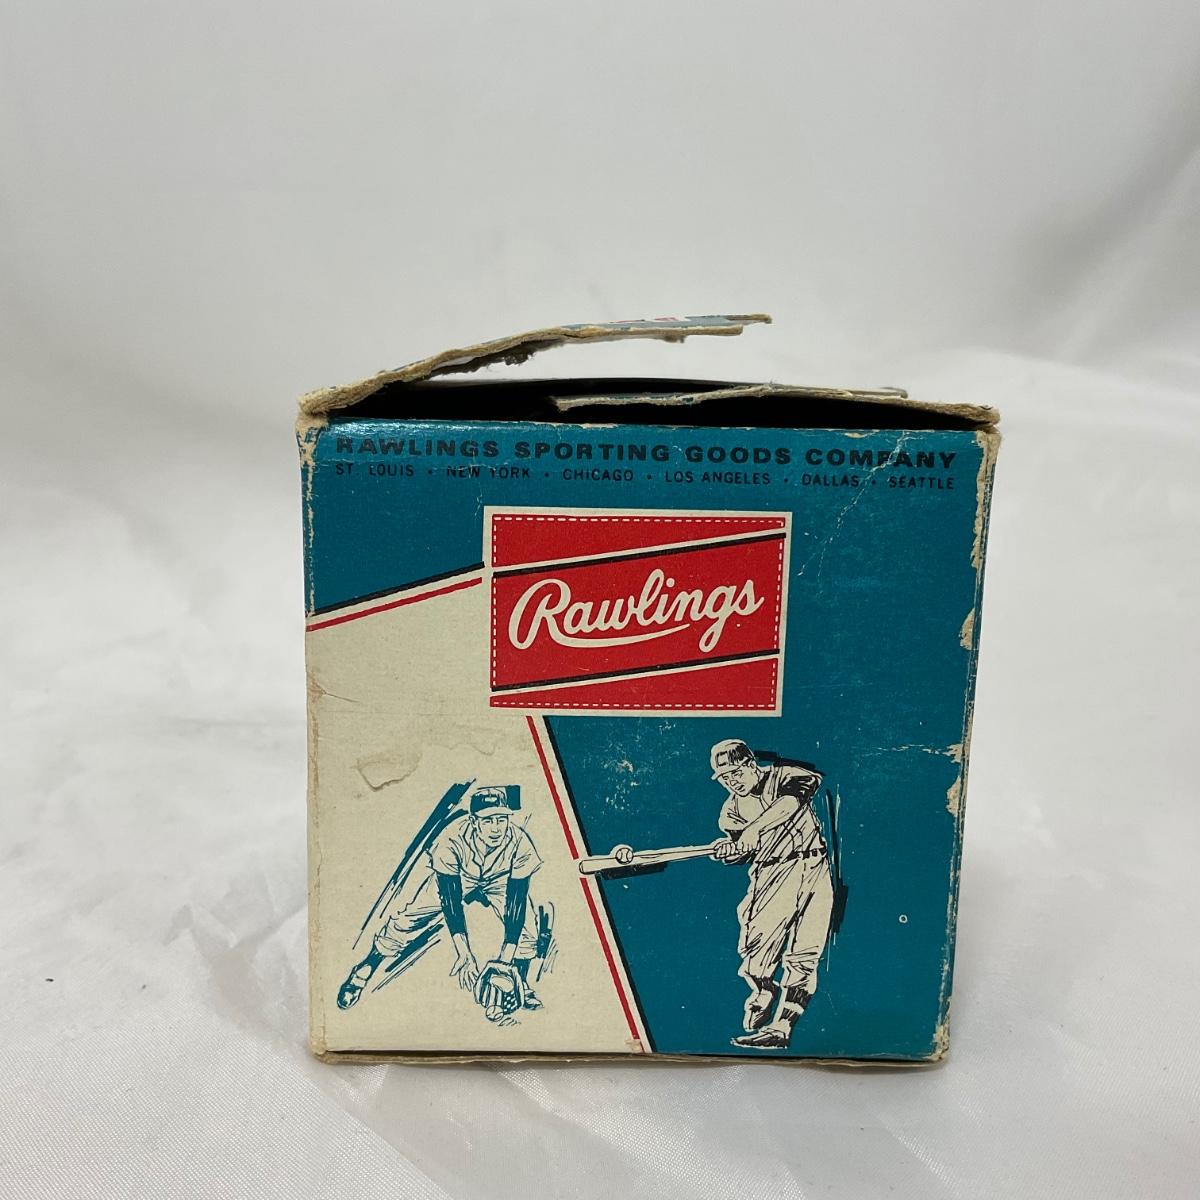 RAWLINGS SPORTING GOODS COMPANY
ST. LOUIS • NEW YORK • CHICAGO • LOS ANGELES • DALLAS • SEATTLE
Rawlings